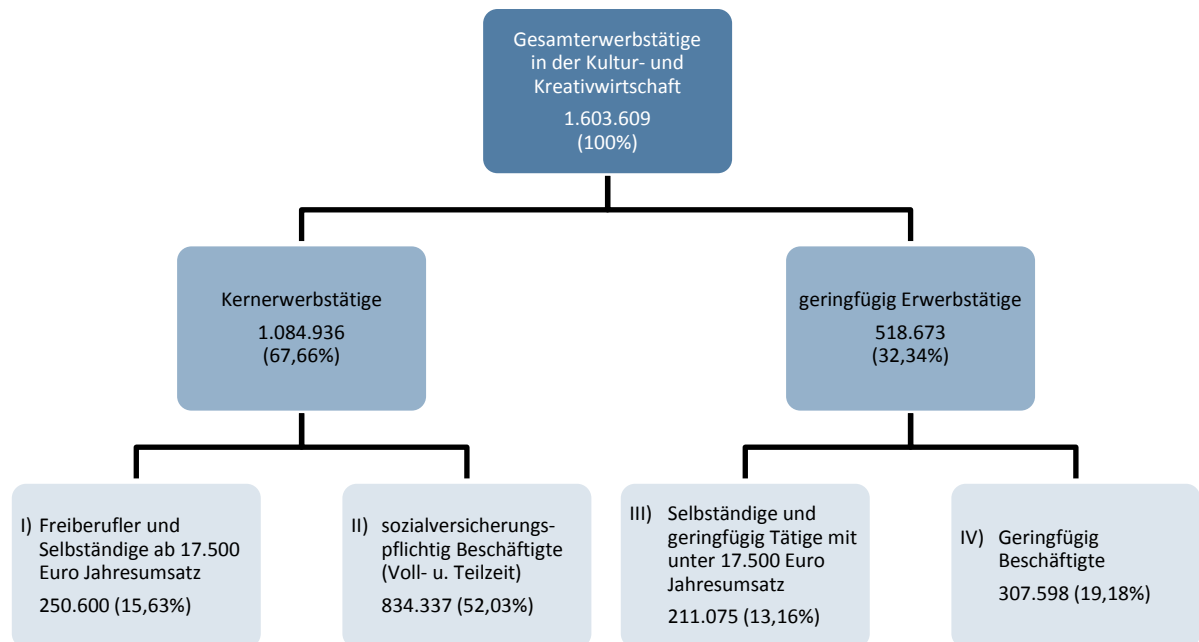 Gesamterwerbstätige
in der Kultur- und
Kreativwirtschaft
1.603.609
(100%)
Kernerwerbstätige
1.084.936
(67,66%)
geringfügig Erwerbstätige
518.673
(32,34%)
I) Freiberufler und
Selbständige ab 17.500
Euro Jahresumsatz
250.600 (15,63%)
II) sozialversicherungs-
pflichtig Beschäftigte
(Voll- u. Teilzeit)
834.337 (52,03%)
III) Selbständige und
geringfügig Tätige mit
unter 17.500 Euro
Jahresumsatz
211.075 (13,16%)
IV) Geringfügig
Beschäftigte
307.598 (19,18%)